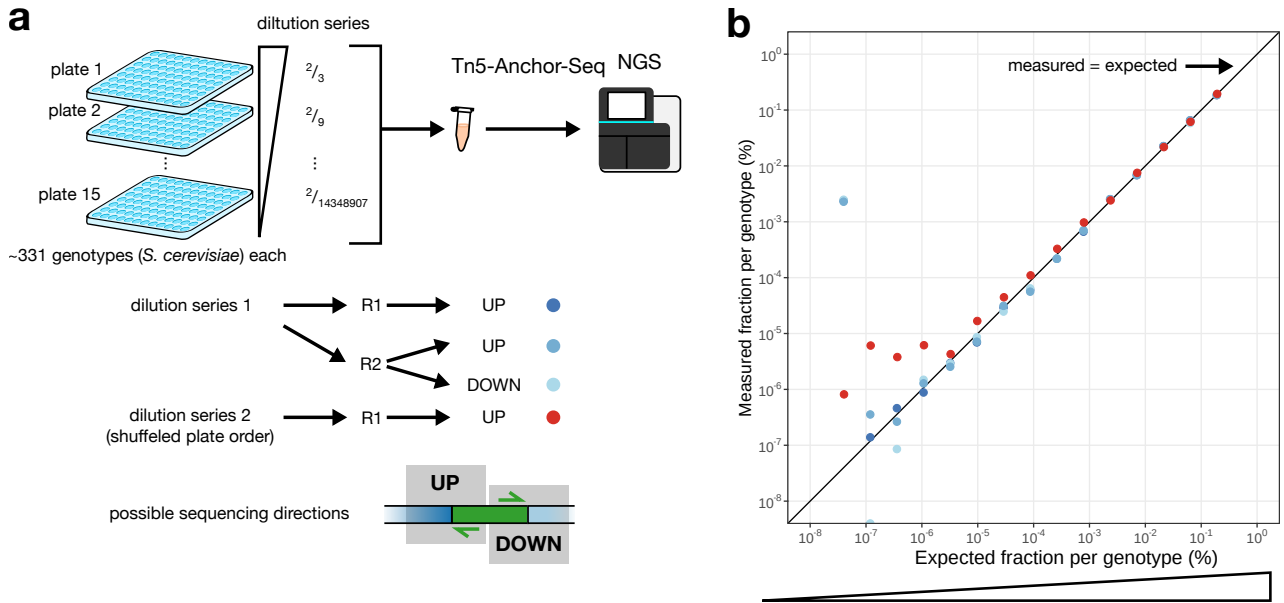 a
diltution series
plate 1
plate 2
⋮
plate 15
2/3
2/9
⋮
2/14348907
~331 genotypes (S. cerevisiae) each
Tn5-Anchor-Seq
NGS
dilution series 1
R1
UP
R2
UP
DOWN
dilution series 2
(shuffeled plate order)
R1
UP
possible sequencing directions
UP
DOWN
b
measured = expected
Measured fraction per genotype (%)
10^0
10^-1
10^-2
10^-3
10^-4
10^-5
10^-6
10^-7
10^-8
10^-8 10^-7 10^-6 10^-5 10^-4 10^-3 10^-2 10^-1 10^0
Expected fraction per genotype (%)